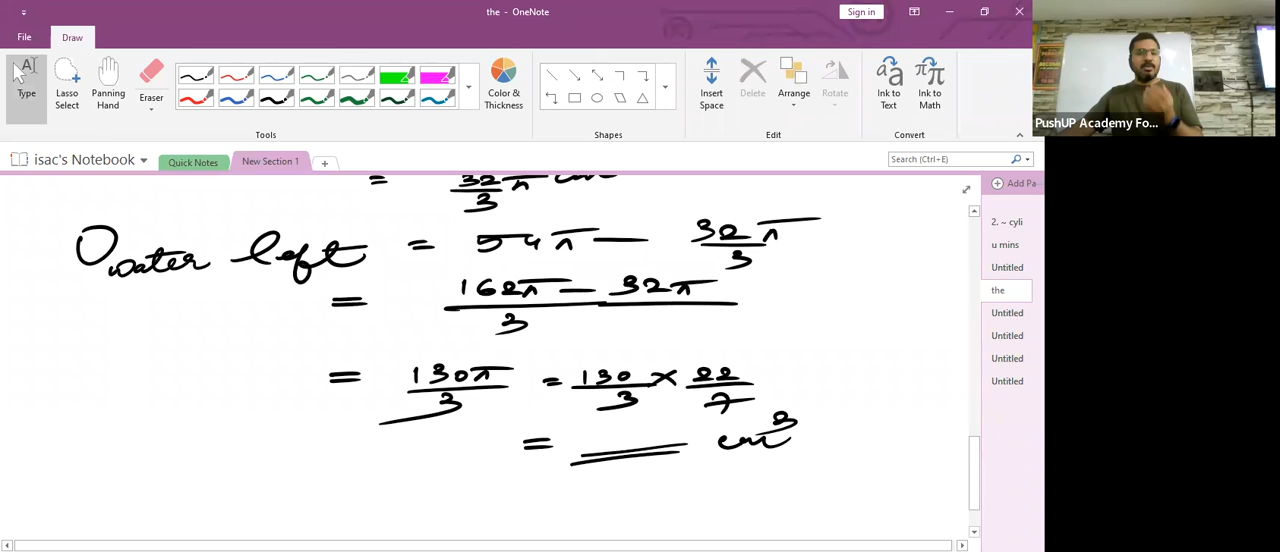 the - OneNote
Sign in
File
Draw
Type
Lasso Select
Panning Hand
Eraser
Color & Thickness
Insert Space
Delete
Arrange
Rotate
Ink to Text
Ink to Math
Tools
Shapes
Edit
Convert
PushUP Academy Fo...
isac's Notebook
Quick Notes
New Section 1
Search (Ctrl+E)
Add Pa
2. ~ cyli
u mins
Untitled
the
Untitled
Untitled
Untitled
Untitled
= 32/3 π
water left = 54π — 32π/3
= 162π — 32π / 3
= 130π/3 = 130/3 × 22/7
= cm³